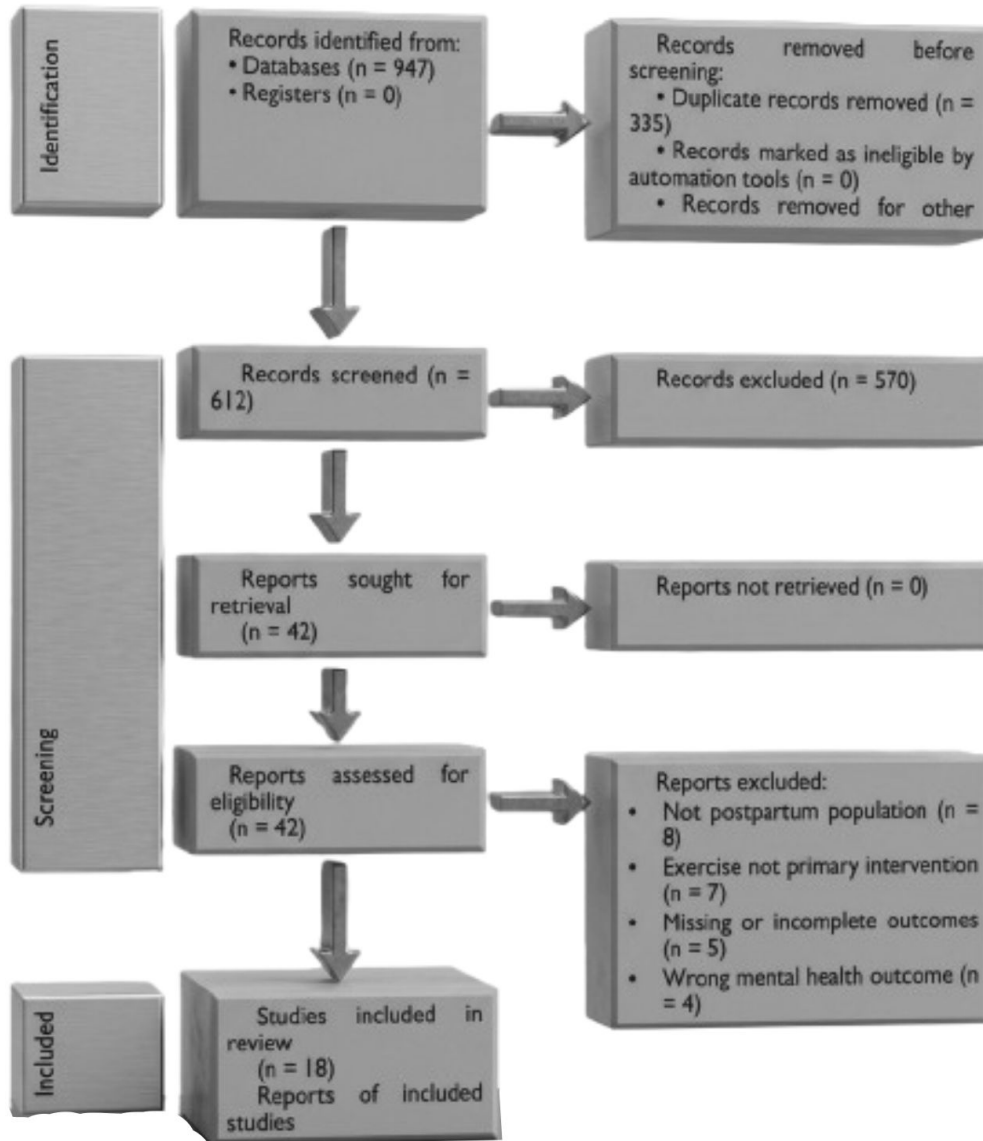 Identification
Records identified from:
• Databases (n = 947)
• Registers (n = 0)
Records removed before
screening:
• Duplicate records removed (n =
335)
• Records marked as ineligible by
automation tools (n = 0)
• Records removed for other
Screening
Records screened (n =
612)
Records excluded (n = 570)
Reports sought for
retrieval
(n = 42)
Reports not retrieved (n = 0)
Reports assessed for
eligibility
(n = 42)
Reports excluded:
• Not postpartum population (n =
8)
• Exercise not primary intervention
(n = 7)
• Missing or incomplete outcomes
(n = 5)
• Wrong mental health outcome (n
= 4)
Included
Studies included in
review
(n = 18)
Reports of included
studies